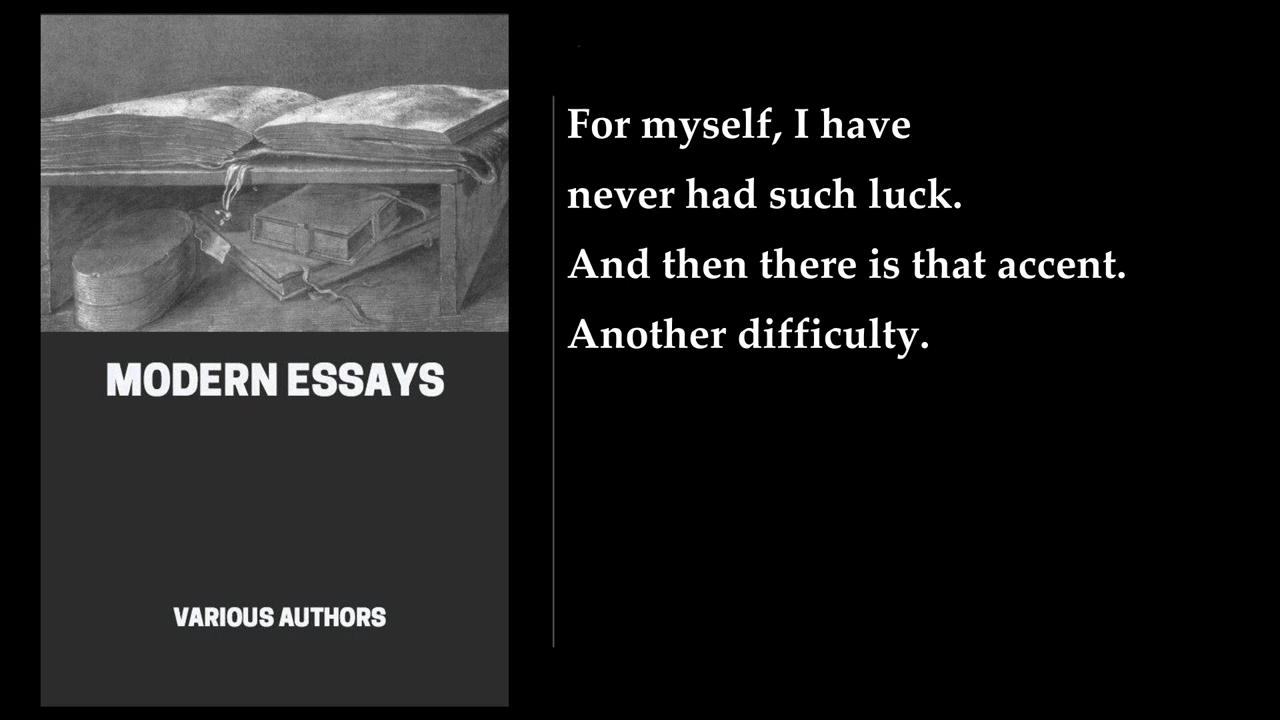 MODERN ESSAYS
VARIOUS AUTHORS
For myself, I have
never had such luck.
And then there is that accent.
Another difficulty.